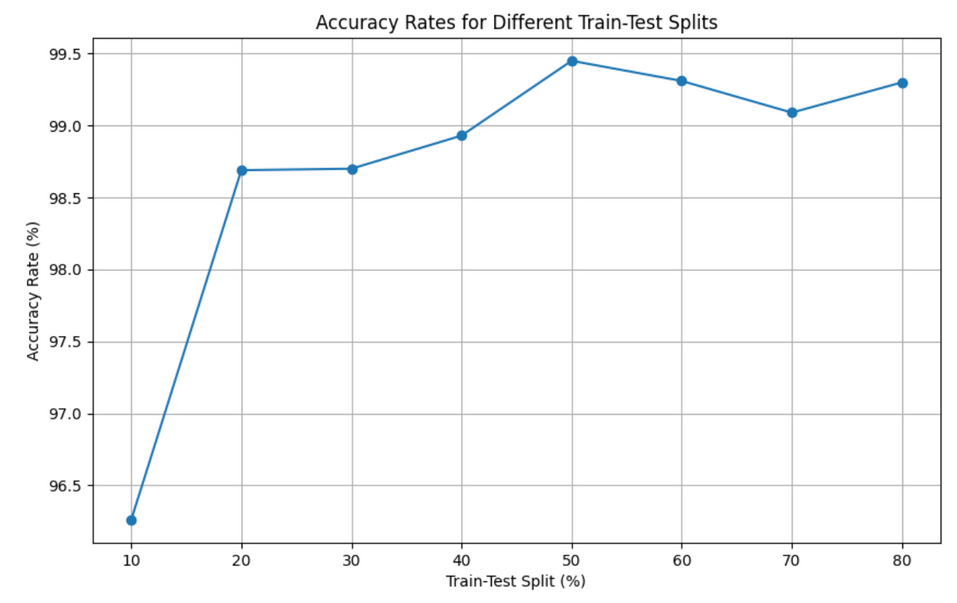 Accuracy Rates for Different Train-Test Splits
99.5
99.0
98.5
98.0
97.5
97.0
96.5
Accuracy Rate (%)
10 20 30 40 50 60 70 80
Train-Test Split (%)